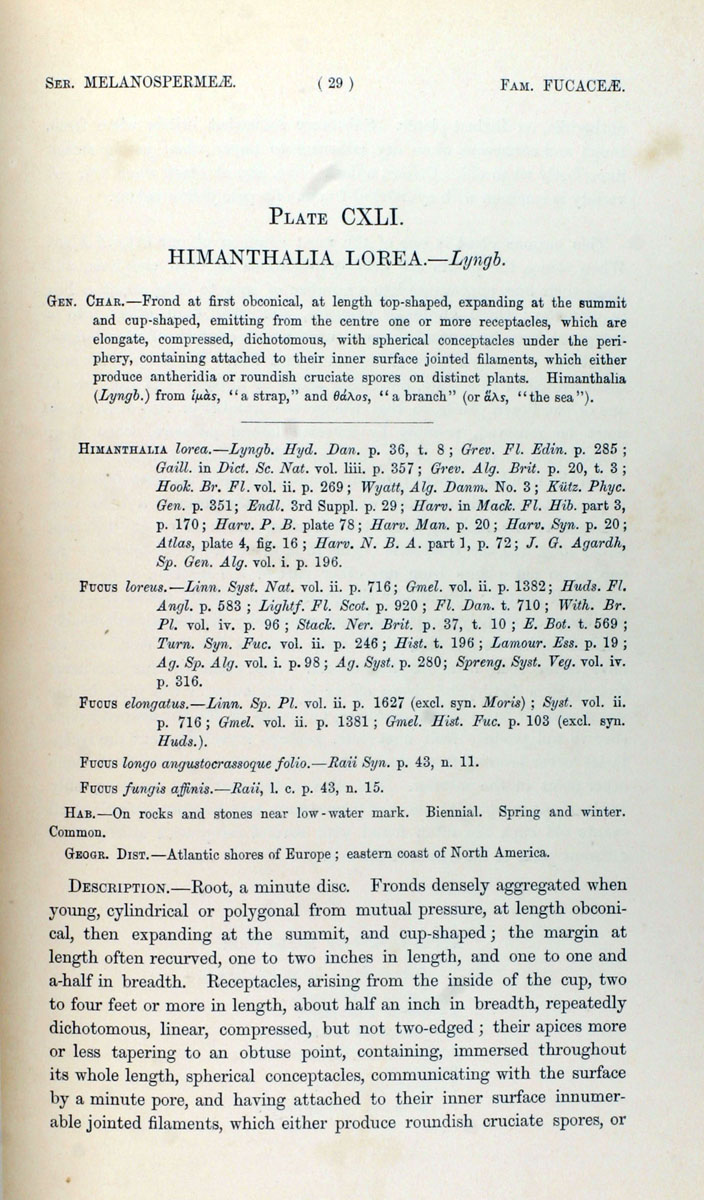 Ser. MELANOSPERMEÆ. ( 29 ) Fam. FUCACEÆ.
Plate CXLI.
HIMANTHALIA LOREA.—Lyngb.
Gen. Char.—Frond at first obconical, at length top-shaped, expanding at the summit
and cup-shaped, emitting from the centre one or more receptacles, which are
elongate, compressed, dichotomous, with spherical conceptacles under the peri-
phery, containing attached to their inner surface jointed filaments, which either
produce antheridia or roundish cruciate spores on distinct plants. Himanthalia
(Lyngb.) from ἱμὰς, “a strap,” and θάλος, “a branch” (or ἅλς, “the sea”).
Himanthalia lorea.—Lyngb. Hyd. Dan. p. 36, t. 8 ; Grev. Fl. Edin. p. 285 ;
Gaill. in Dict. Sc. Nat. vol. liii. p. 357 ; Grev. Alg. Brit. p. 20, t. 3 ;
Hook. Br. Fl. vol. ii. p. 269 ; Wyatt, Alg. Danm. No. 3 ; Kütz. Phyc.
Gen. p. 351; Endl. 3rd Suppl. p. 29 ; Harv. in Mack. Fl. Hib. part 3,
p. 170 ; Harv. P. B. plate 78 ; Harv. Man. p. 20 ; Harv. Syn. p. 20 ;
Atlas, plate 4, fig. 16 ; Harv. N. B. A. part 1, p. 72 ; J. G. Agardh,
Sp. Gen. Alg. vol. i. p. 196.
Fucus loreus.—Linn. Syst. Nat. vol. ii. p. 716; Gmel. vol. ii. p. 1382; Huds. Fl.
Angl. p. 583 ; Lightf. Fl. Scot. p. 920 ; Fl. Dan. t. 710 ; With. Br.
Pl. vol. iv. p. 96 ; Stack. Ner. Brit. p. 37, t. 10 ; E. Bot. t. 569 ;
Turn. Syn. Fuc. vol. ii. p. 246 ; Hist. t. 196 ; Lamour. Ess. p. 19 ;
Ag. Sp. Alg. vol. i. p. 98 ; Ag. Syst. p. 280; Spreng. Syst. Veg. vol. iv.
p. 316.
Fucus elongatus.—Linn. Sp. Pl. vol. ii. p. 1627 (excl. syn. Moris) ; Syst. vol. ii.
p. 716 ; Gmel. vol. ii. p. 1381 ; Gmel. Hist. Fuc. p. 103 (excl. syn.
Huds.).
Fucus longo angustocrassoque folio.—Raii Syn. p. 43, n. 11.
Fucus fungis affinis.—Raii, l. c. p. 43, n. 15.
Hab.—On rocks and stones near low-water mark. Biennial. Spring and winter.
Common.
Geogr. Dist.—Atlantic shores of Europe ; eastern coast of North America.
Description.—Root, a minute disc. Fronds densely aggregated when
young, cylindrical or polygonal from mutual pressure, at length obconi-
cal, then expanding at the summit, and cup-shaped ; the margin at
length often recurved, one to two inches in length, and one to one and
a-half in breadth. Receptacles, arising from the inside of the cup, two
to four feet or more in length, about half an inch in breadth, repeatedly
dichotomous, linear, compressed, but not two-edged ; their apices more
or less tapering to an obtuse point, containing, immersed throughout
its whole length, spherical conceptacles, communicating with the surface
by a minute pore, and having attached to their inner surface innumer-
able jointed filaments, which either produce roundish cruciate spores, or